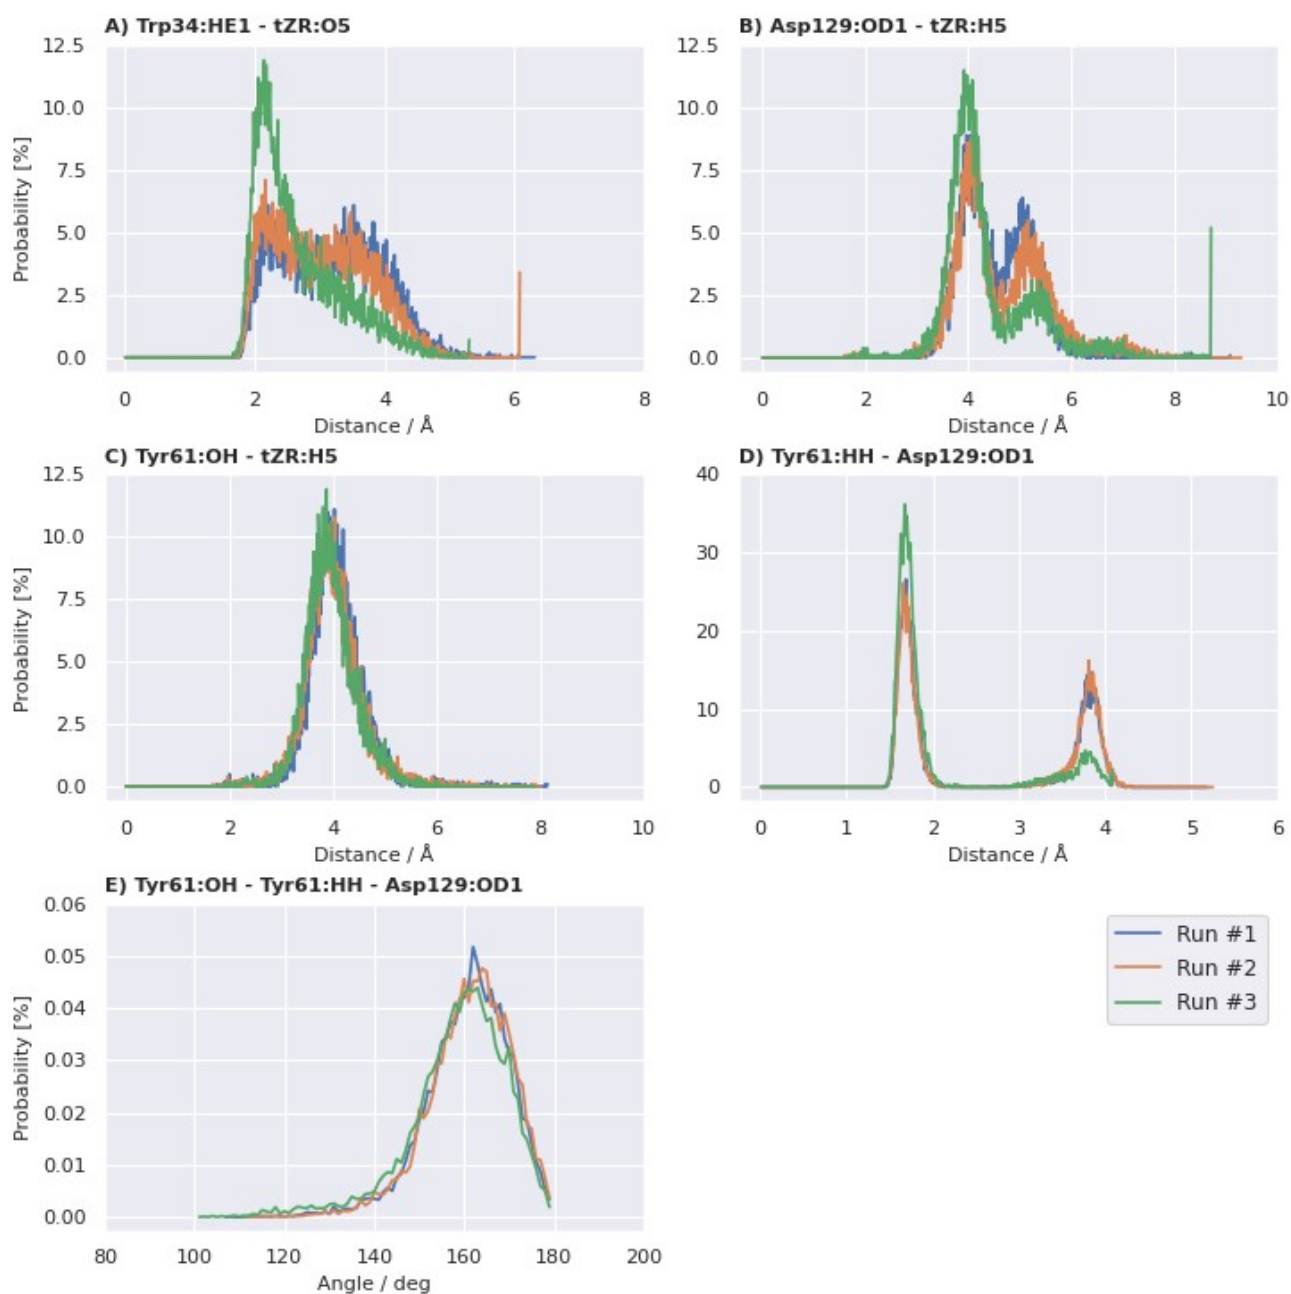 A) Trp34:HE1 - tZR:O5
B) Asp129:OD1 - tZR:H5
12.5
10.0
7.5
5.0
2.5
0.0
Probability [%]
0 2 4 6 8
Distance / Å
12.5
10.0
7.5
5.0
2.5
0.0
0 2 4 6 8 10
Distance / Å
C) Tyr61:OH - tZR:H5
D) Tyr61:HH - Asp129:OD1
12.5
10.0
7.5
5.0
2.5
0.0
Probability [%]
0 2 4 6 8 10
Distance / Å
40
30
20
10
0
0 1 2 3 4 5 6
Distance / Å
E) Tyr61:OH - Tyr61:HH - Asp129:OD1
0.06
0.05
0.04
0.03
0.02
0.01
0.00
Probability [%]
80 100 120 140 160 180 200
Angle / deg
Run #1
Run #2
Run #3